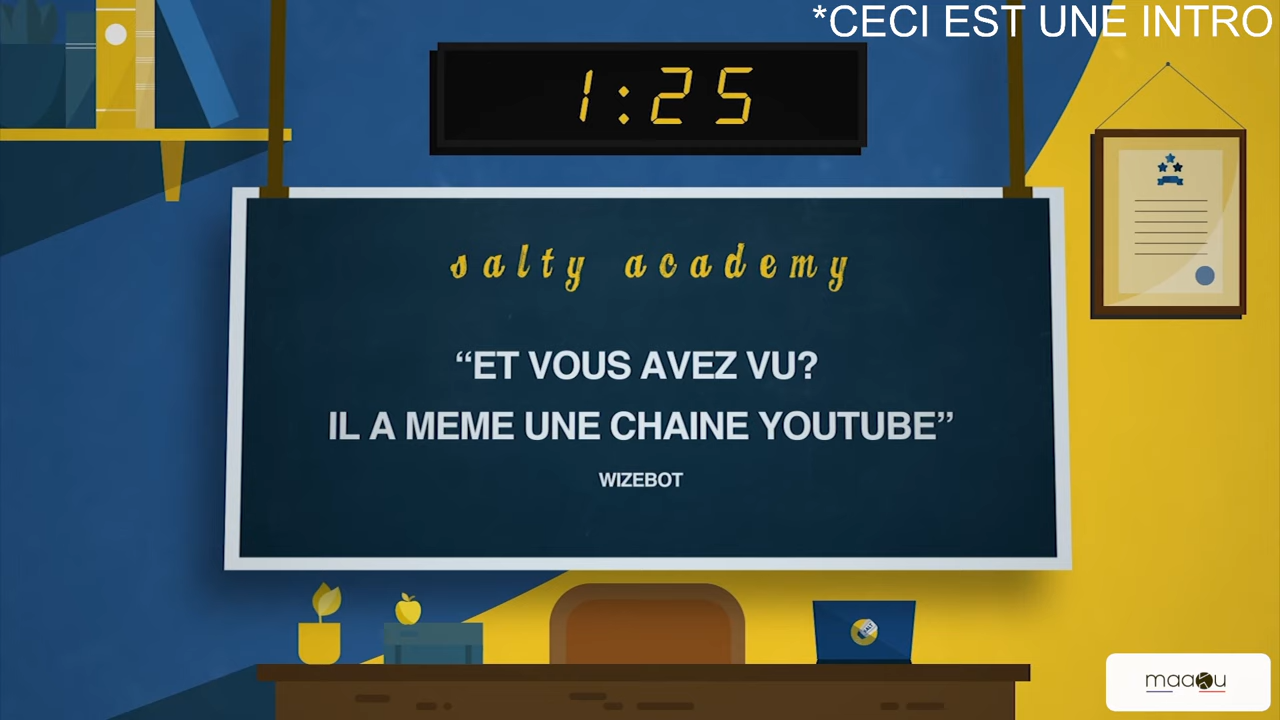 *CECI EST UNE INTRO
1:25
salty academy
“ET VOUS AVEZ VU?
IL A MEME UNE CHAINE YOUTUBE”
WIZEBOT
SALT
maaku